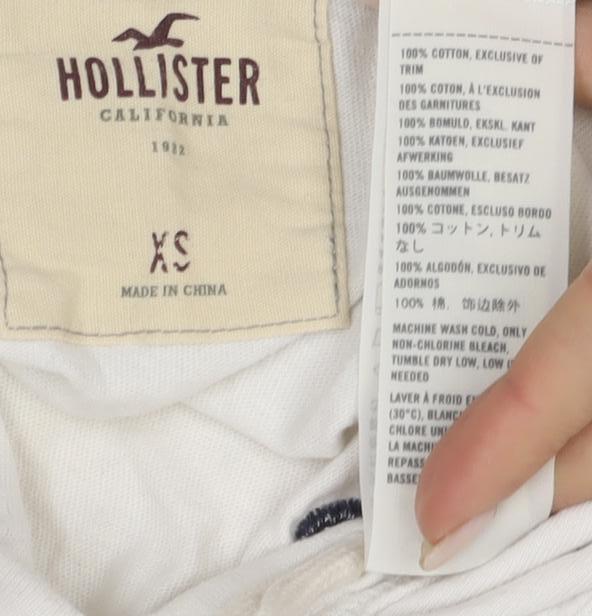 HOLLISTER
CALIFORNIA
1922
XS
MADE IN CHINA
100% COTTON, EXCLUSIVE OF
TRIM
100% COTON, À L'EXCLUSION
DES GARNITURES
100% BOMULD, EKSKL. KANT
100% KATOEN, EXCLUSIEF
AFWERKING
100% BAUMWOLLE, BESATZ
AUSGENOMMEN
100% COTONE, ESCLUSO BORDO
100% コットン, トリム
なし
100% ALGODÓN, EXCLUSIVO DE
ADORNOS
100% 棉, 饰边除外
MACHINE WASH COLD, ONLY
NON-CHLORINE BLEACH,
TUMBLE DRY LOW, LOW
NEEDED
LAVER À FROID
(30°C),
CHLORE
LA